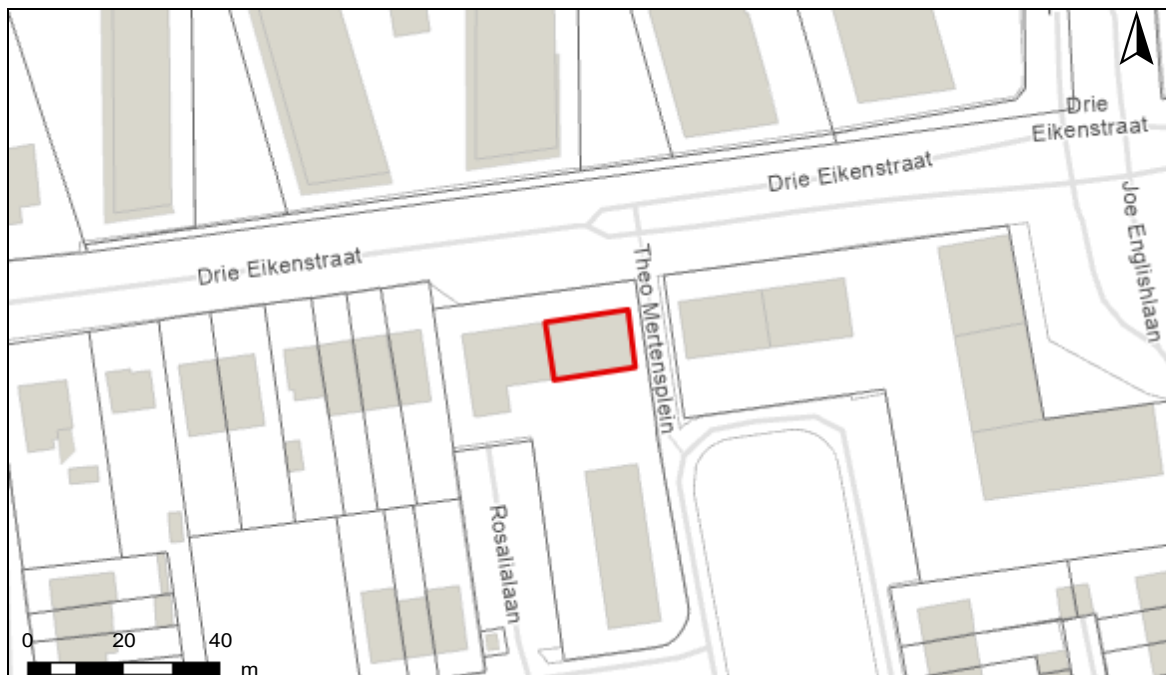 Drie
Eikenstraat
Drie Eikenstraat
Joe Englishlaan
Drie Eikenstraat
Theo Mertensplein
Rosalialaan
0 20 40
m